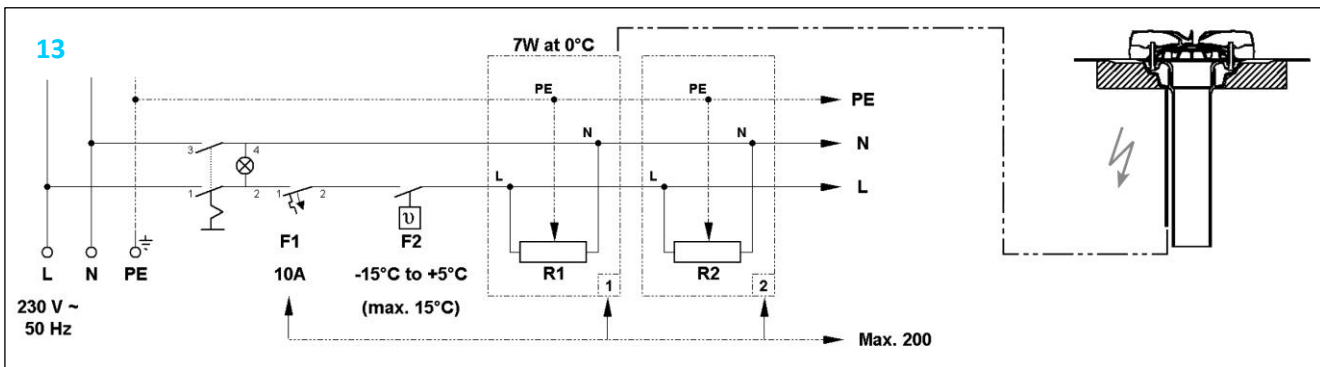 13
7W at 0°C
PE PE PE
N N N
3 4
L L L
1 2 1 2
υ
F1 F2 R1 R2
L N PE
10A -15°C to +5°C 1 2
230 V ~ (max. 15°C)
50 Hz
Max. 200